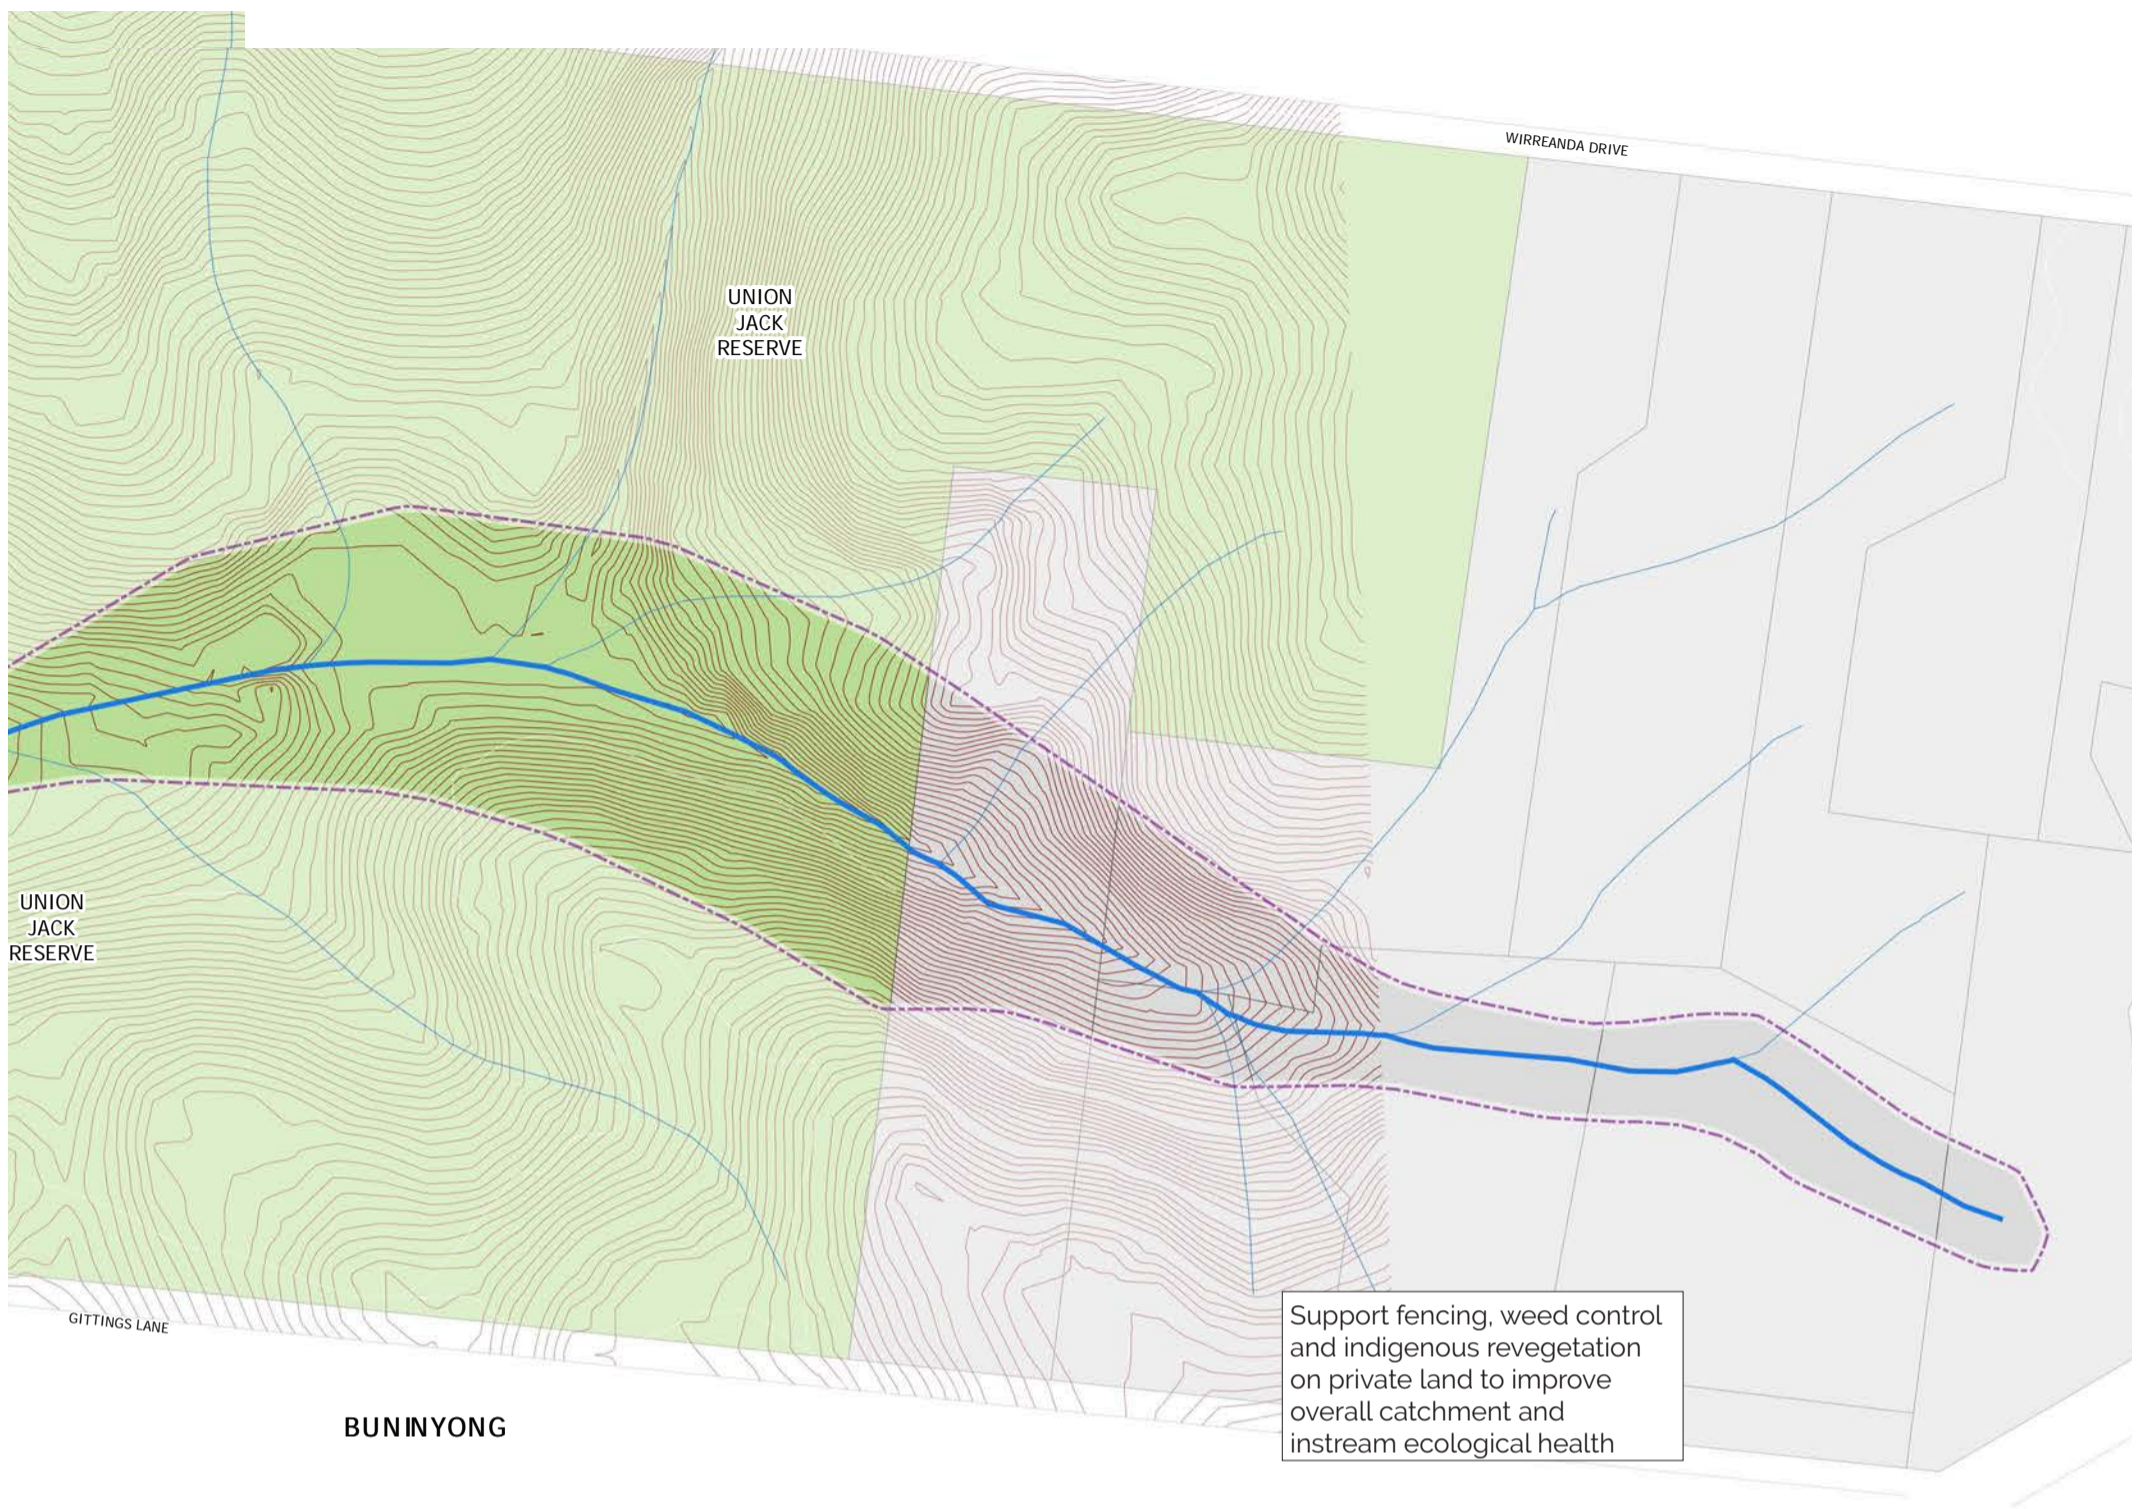 WIRREANDA DRIVE
UNION
JACK
RESERVE
UNION
JACK
RESERVE
GITTINGS LANE
BUNINYONG
Support fencing, weed control
and indigenous revegetation
on private land to improve
overall catchment and
instream ecological health